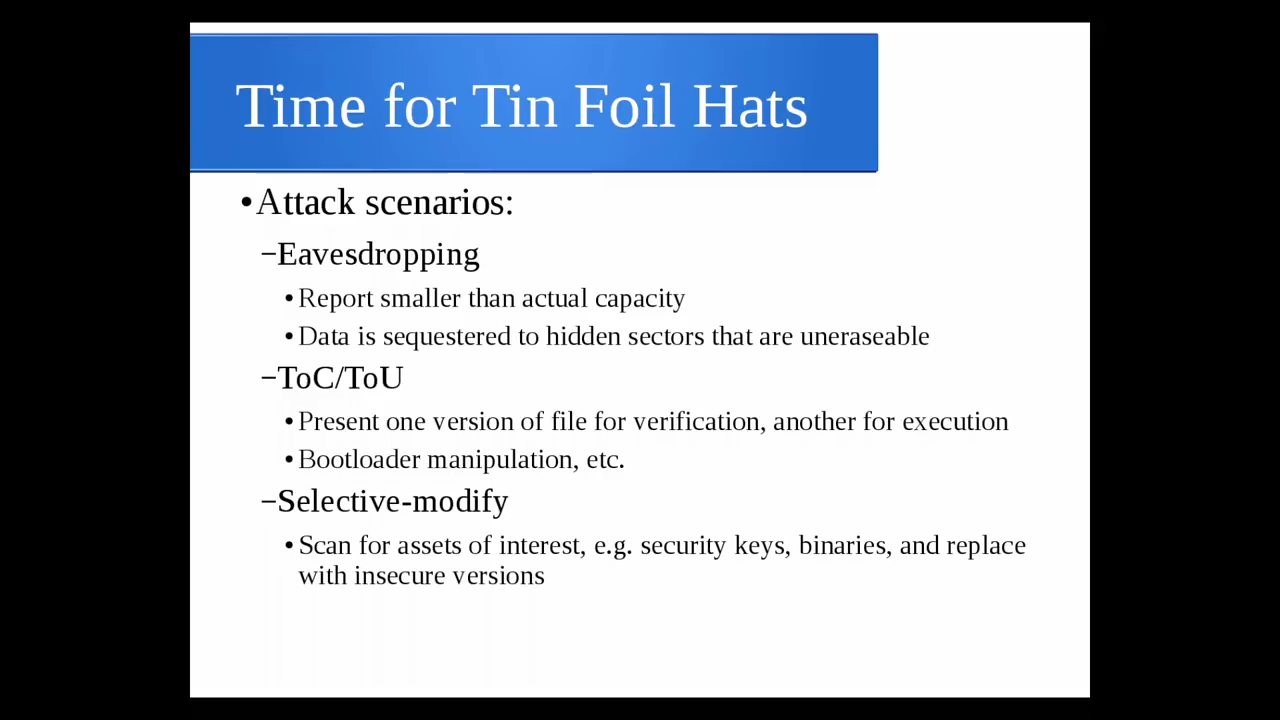 Time for Tin Foil Hats
•Attack scenarios:
–Eavesdropping
•Report smaller than actual capacity
•Data is sequestered to hidden sectors that are uneraseable
–ToC/ToU
•Present one version of file for verification, another for execution
•Bootloader manipulation, etc.
–Selective-modify
•Scan for assets of interest, e.g. security keys, binaries, and replace
with insecure versions